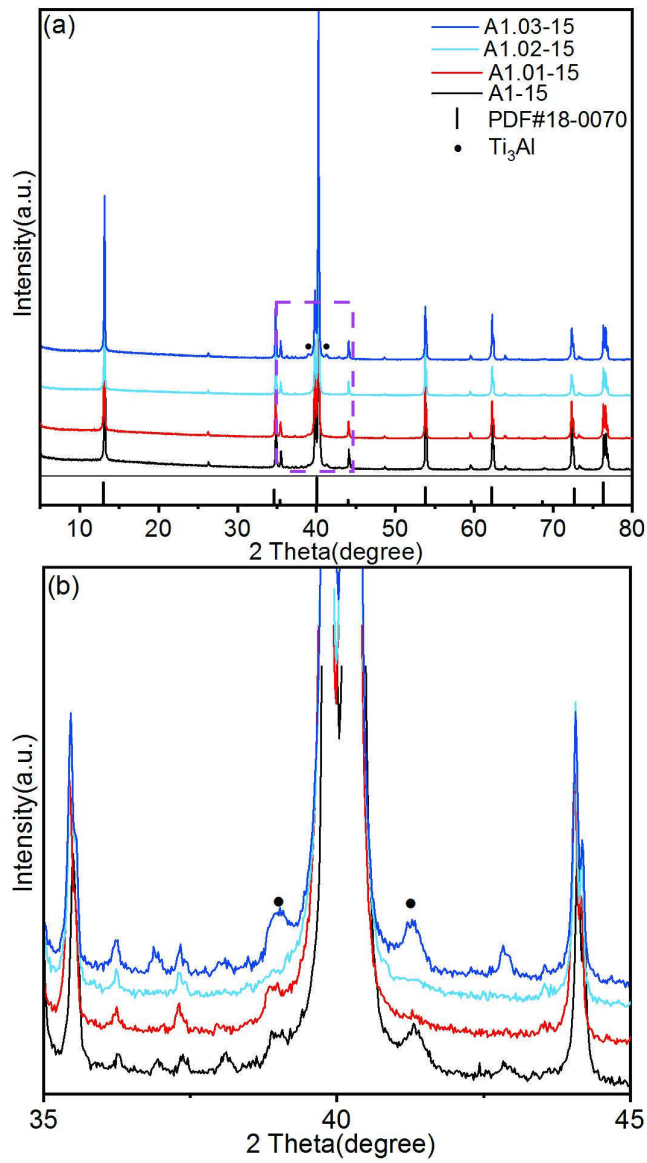 (a)
A1.03-15
A1.02-15
A1.01-15
A1-15
PDF#18-0070
Ti₃Al
Intensity(a.u.)
10 20 30 40 50 60 70 80
2 Theta(degree)
(b)
Intensity(a.u.)
35 40 45
2 Theta(degree)